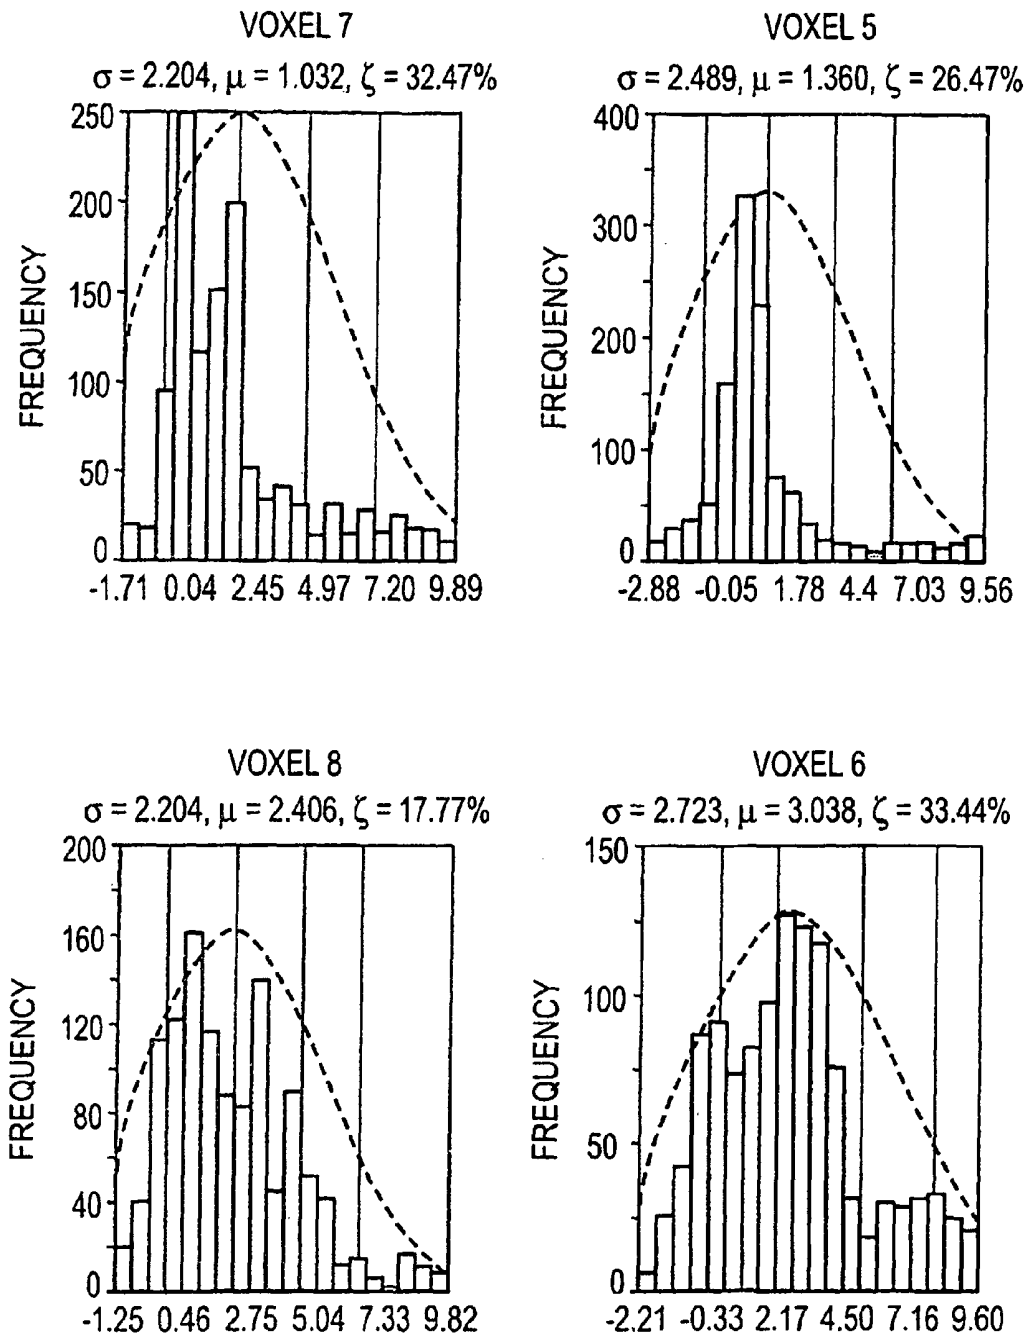 VOXEL 7
σ = 2.204, μ = 1.032, ζ = 32.47%
250
200
150
100
50
0
FREQUENCY
-1.71 0.04 2.45 4.97 7.20 9.89
VOXEL 5
σ = 2.489, μ = 1.360, ζ = 26.47%
400
300
200
100
0
FREQUENCY
-2.88 -0.05 1.78 4.4 7.03 9.56
VOXEL 8
σ = 2.204, μ = 2.406, ζ = 17.77%
200
160
120
80
40
0
FREQUENCY
-1.25 0.46 2.75 5.04 7.33 9.82
VOXEL 6
σ = 2.723, μ = 3.038, ζ = 33.44%
150
100
50
0
FREQUENCY
-2.21 -0.33 2.17 4.50 7.16 9.60